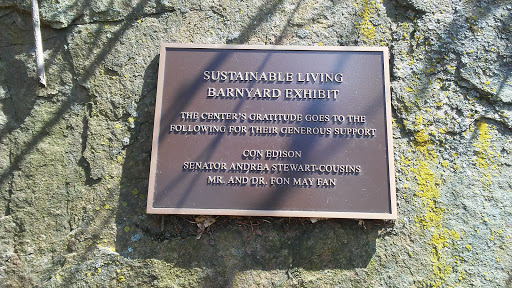 SUSTAINABLE LIVING
BARNYARD EXHIBIT
THE CENTER'S GRATITUDE GOES TO THE
FOLLOWING FOR THEIR GENEROUS SUPPORT
CON EDISON
SENATOR ANDREA STEWART-COUSINS
MR. AND DR. FON MAY FAN